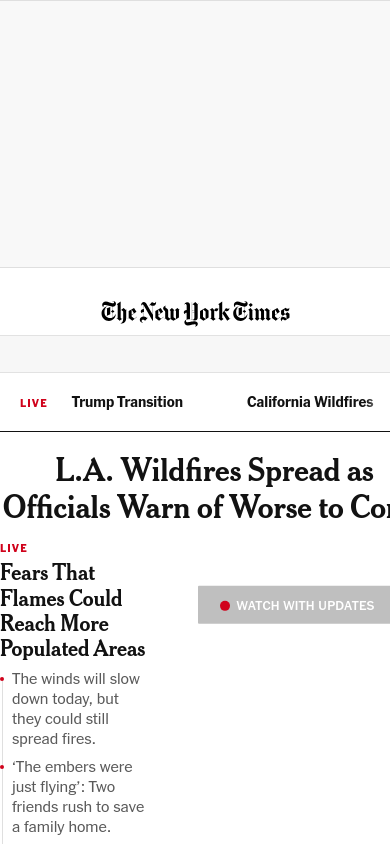 The New York Times
LIVE Trump Transition California Wildfires
L.A. Wildfires Spread as
Officials Warn of Worse to Co
LIVE
Fears That
Flames Could
Reach More
Populated Areas
WATCH WITH UPDATES
The winds will slow
down today, but
they could still
spread fires.
‘The embers were
just flying’: Two
friends rush to save
a family home.